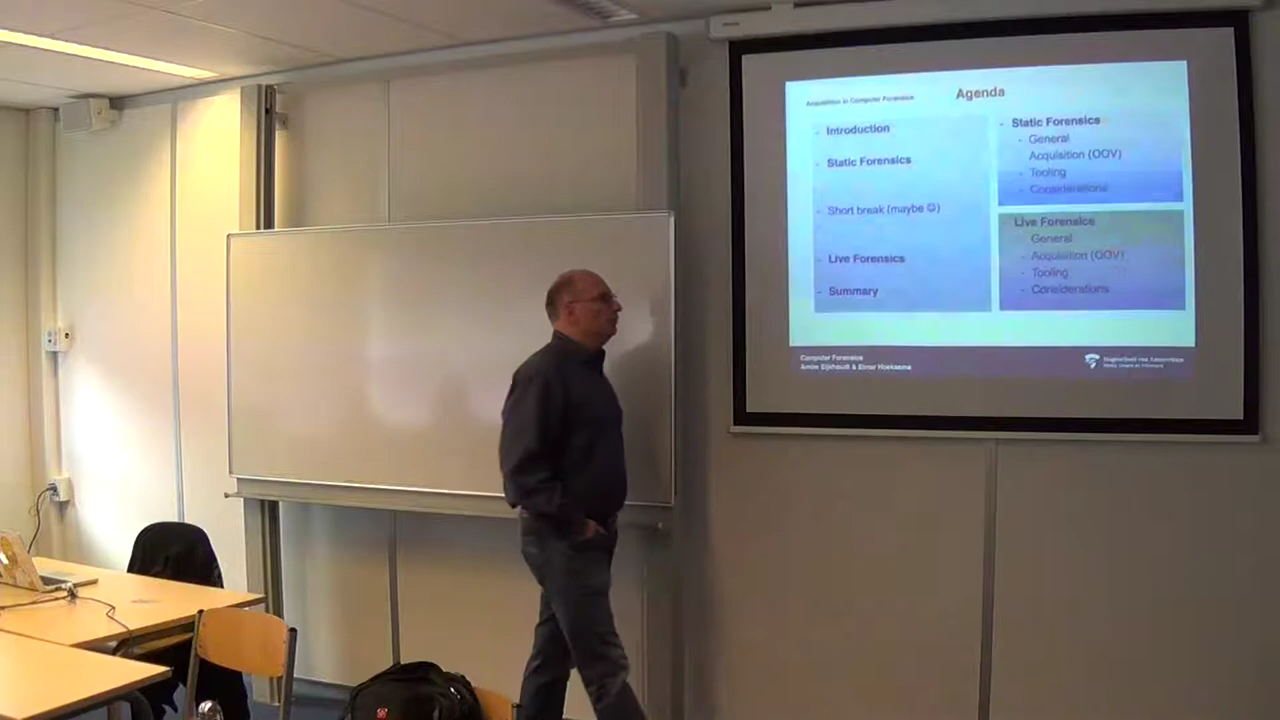 Acquisition in Computer Forensics
Agenda
- Introduction
- Static Forensics
- Short break (maybe ☺)
- Live Forensics
- Summary
- Static Forensics
- General
Acquisition (OOV)
- Tooling
- Considerations
Live Forensics
- General
- Acquisition (OOV)
- Tooling
- Considerations
Computer Forensics
Hogeschool van Amsterdam